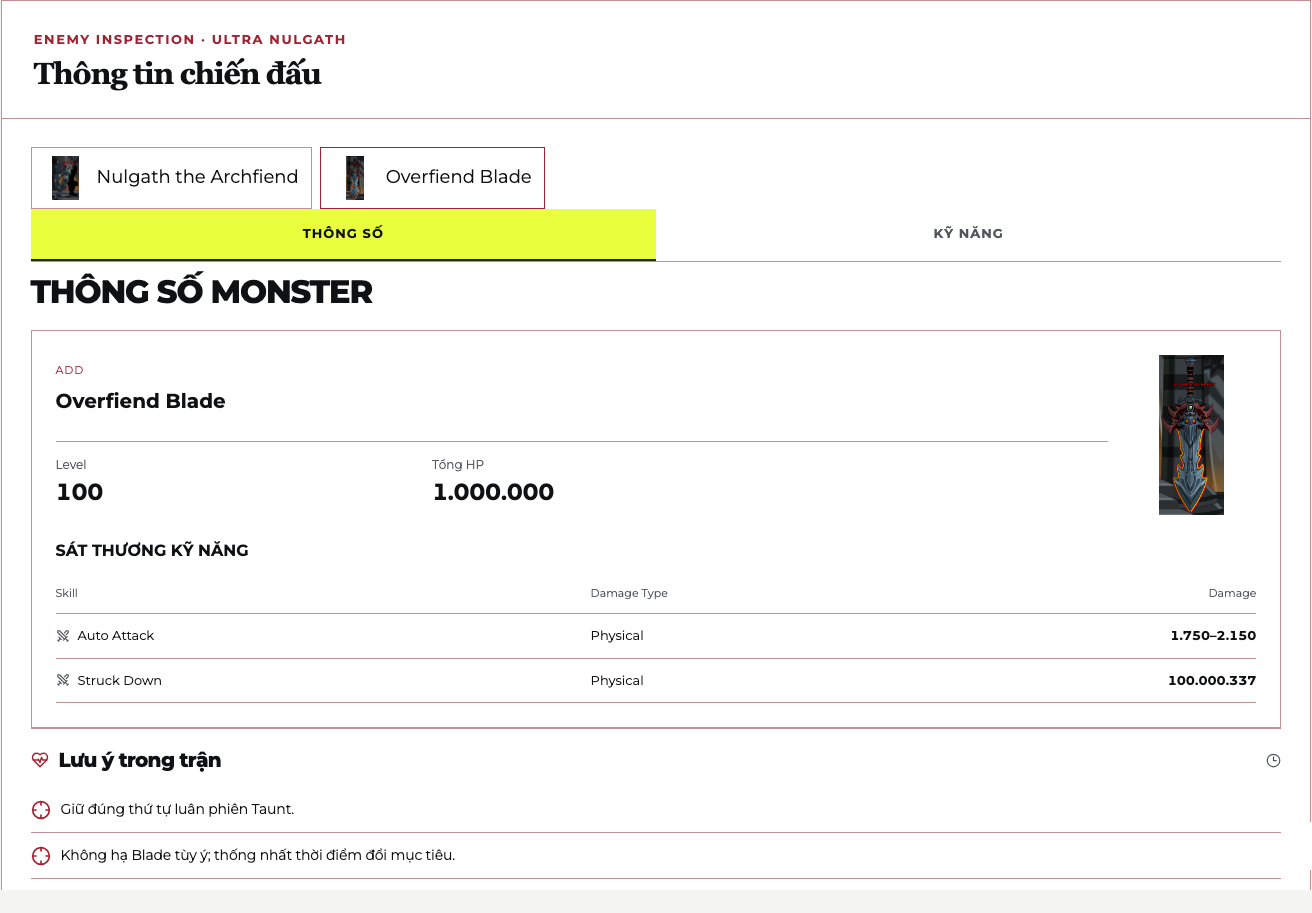 ENEMY INSPECTION · ULTRA NULGATH
Thông tin chiến đấu
Nulgath the Archfiend
Overfiend Blade
THÔNG SỐ
KỸ NĂNG
THÔNG SỐ MONSTER
ADD
Overfiend Blade
Level
Tổng HP
100
1.000.000
SÁT THƯƠNG KỸ NĂNG
Skill
Damage Type
Damage
Auto Attack
Physical
1.750–2.150
Struck Down
Physical
100.000.337
Lưu ý trong trận
Giữ đúng thứ tự luân phiên Taunt.
Không hạ Blade tùy ý; thống nhất thời điểm đổi mục tiêu.